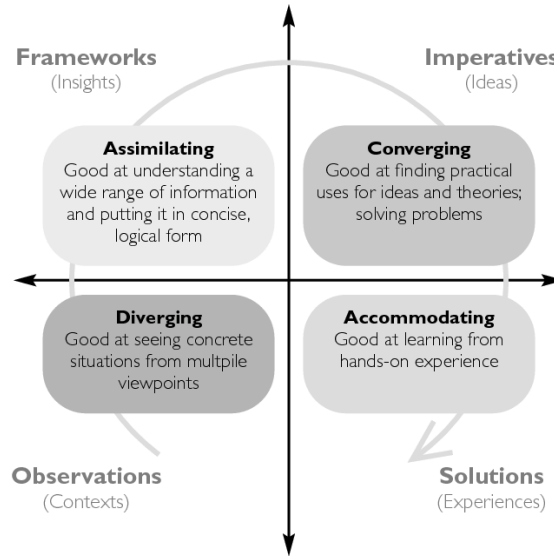 Frameworks
(Insights)
Imperatives
(Ideas)
Assimilating
Good at understanding a
wide range of information
and putting it in concise,
logical form
Converging
Good at finding practical
uses for ideas and theories;
solving problems
Diverging
Good at seeing concrete
situations from multpile
viewpoints
Accommodating
Good at learning from
hands-on experience
Observations
(Contexts)
Solutions
(Experiences)